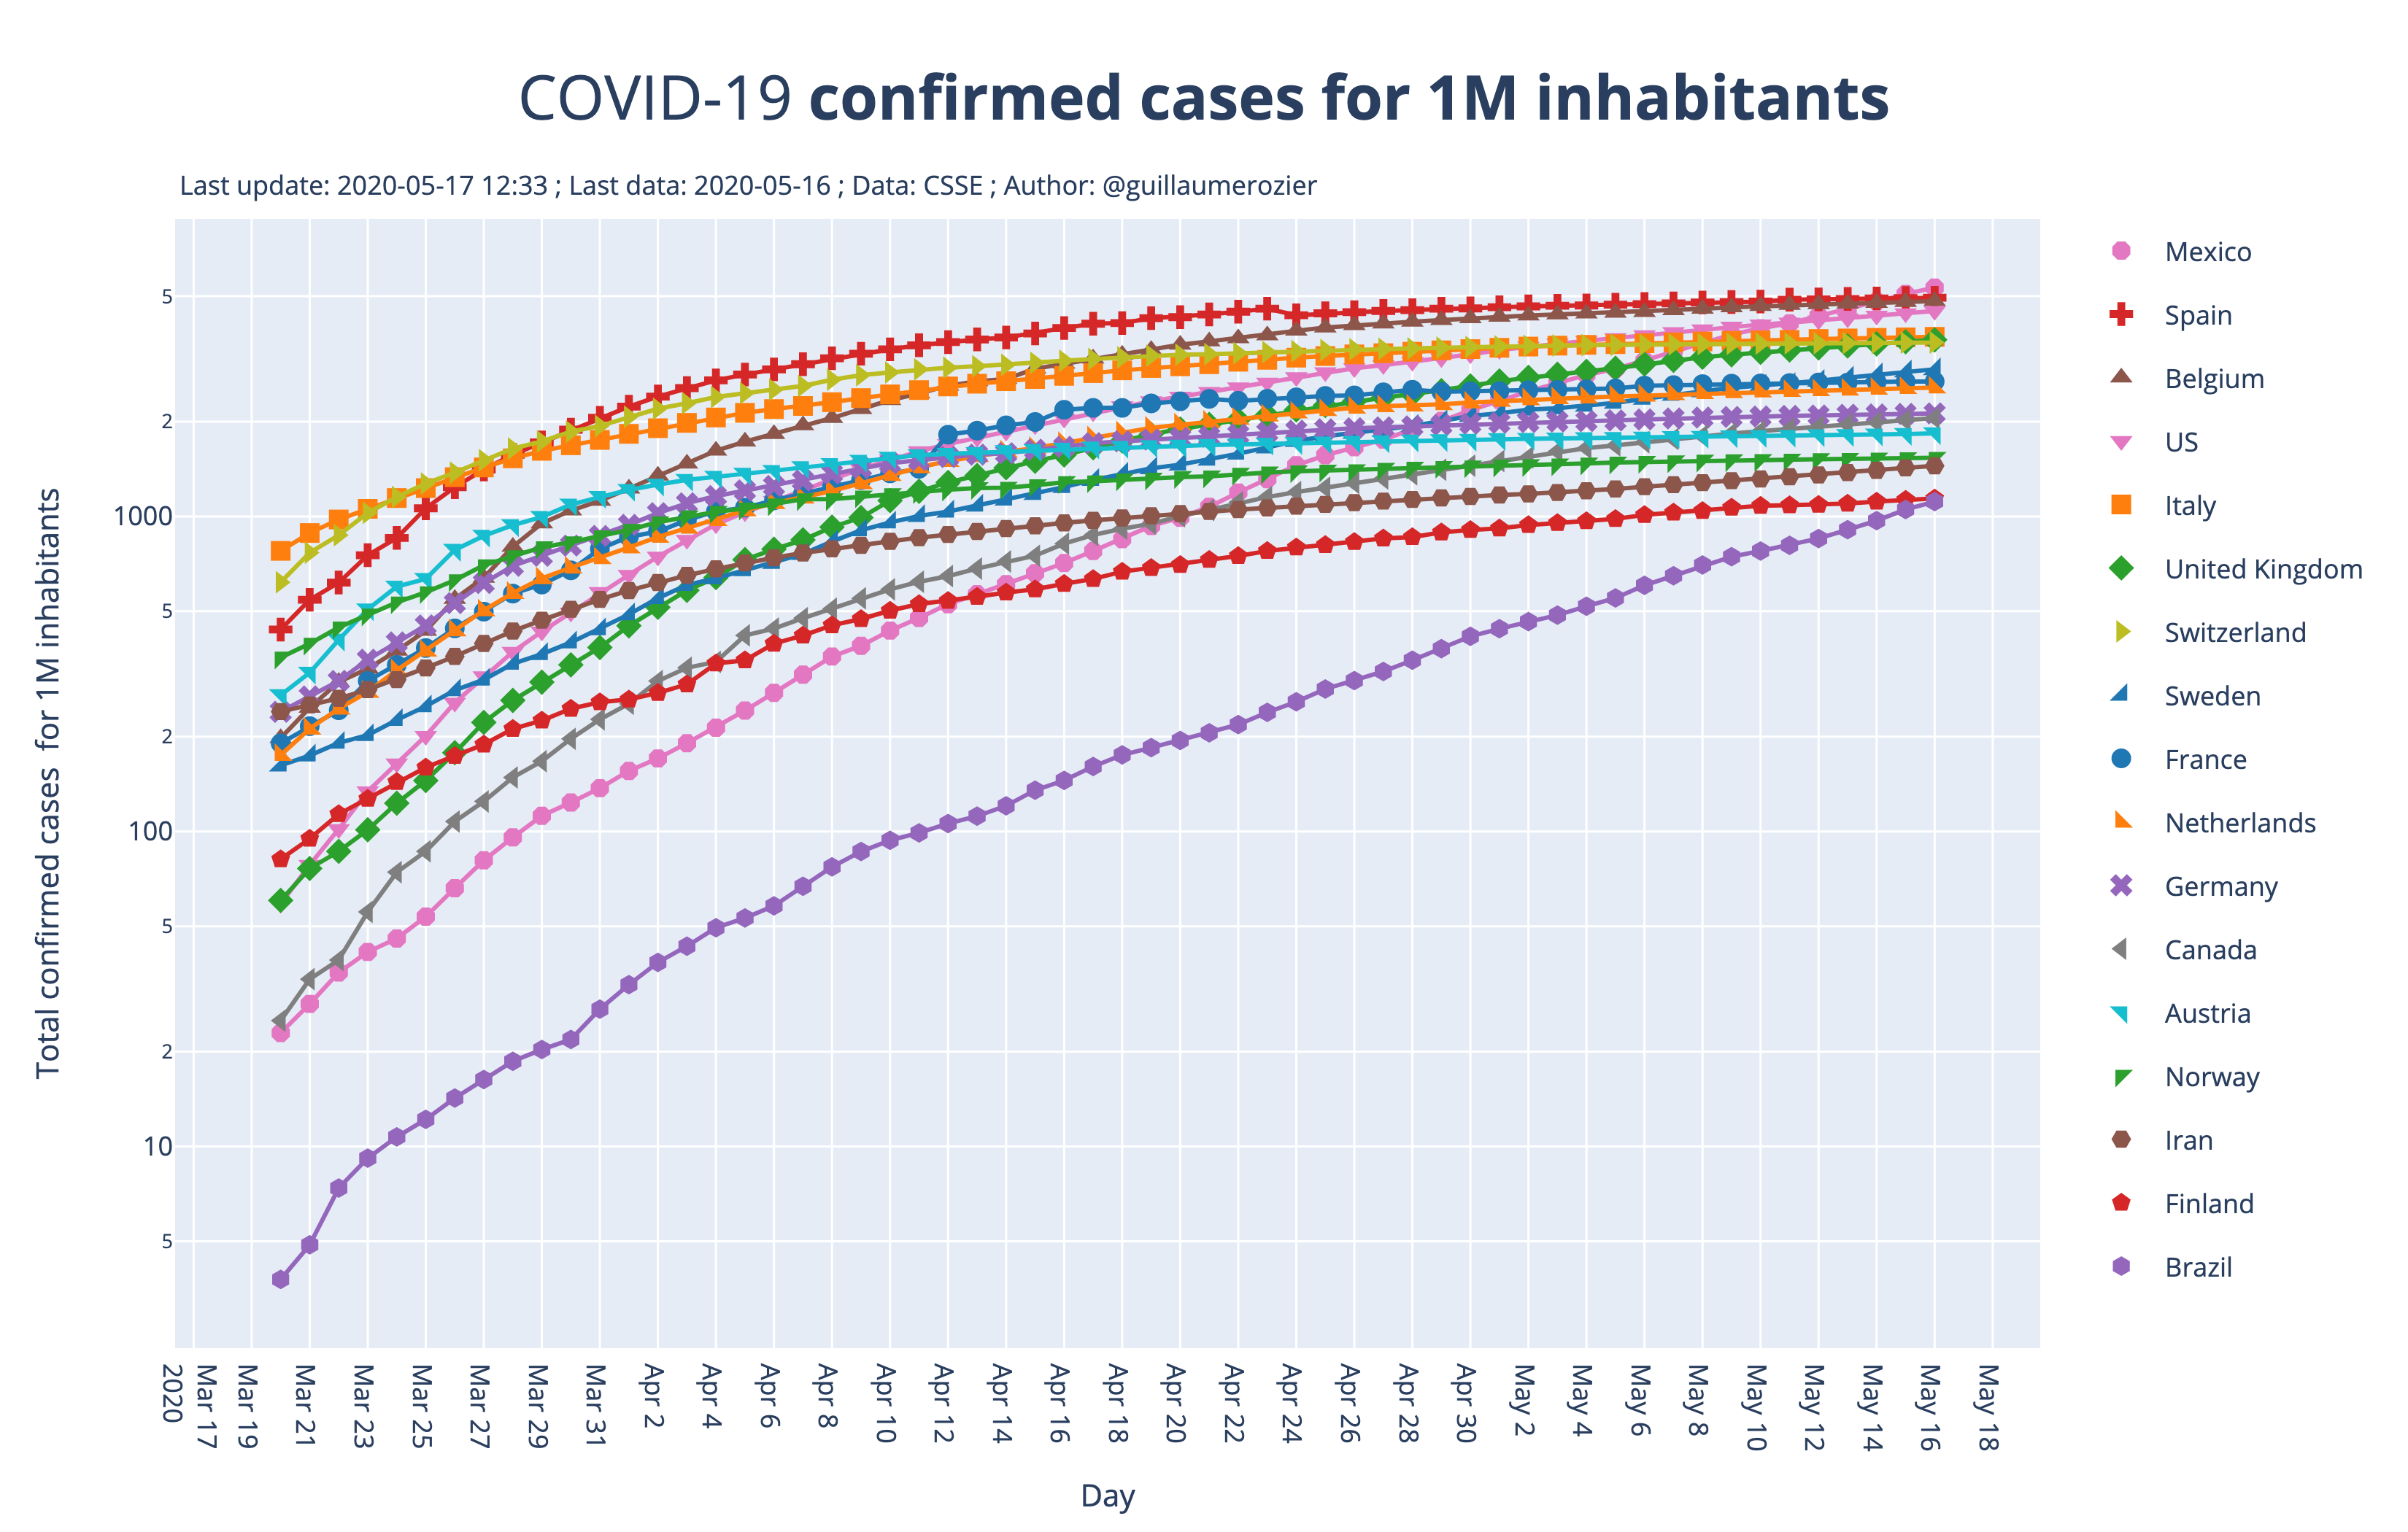 COVID-19 confirmed cases for 1M inhabitants
Last update: 2020-05-17 12:33 ; Last data: 2020-05-16 ; Data: CSSE ; Author: @guillaumerozier
Total confirmed cases for 1M inhabitants
5
2
1000
5
2
100
5
2
10
5
Mar 17
2020
Mar 19
Mar 21
Mar 23
Mar 25
Mar 27
Mar 29
Mar 31
Apr 2
Apr 4
Apr 6
Apr 8
Apr 10
Apr 12
Apr 14
Apr 16
Apr 18
Apr 20
Apr 22
Apr 24
Apr 26
Apr 28
Apr 30
May 2
May 4
May 6
May 8
May 10
May 12
May 14
May 16
May 18
Day
Mexico
Spain
Belgium
US
Italy
United Kingdom
Switzerland
Sweden
France
Netherlands
Germany
Canada
Austria
Norway
Iran
Finland
Brazil